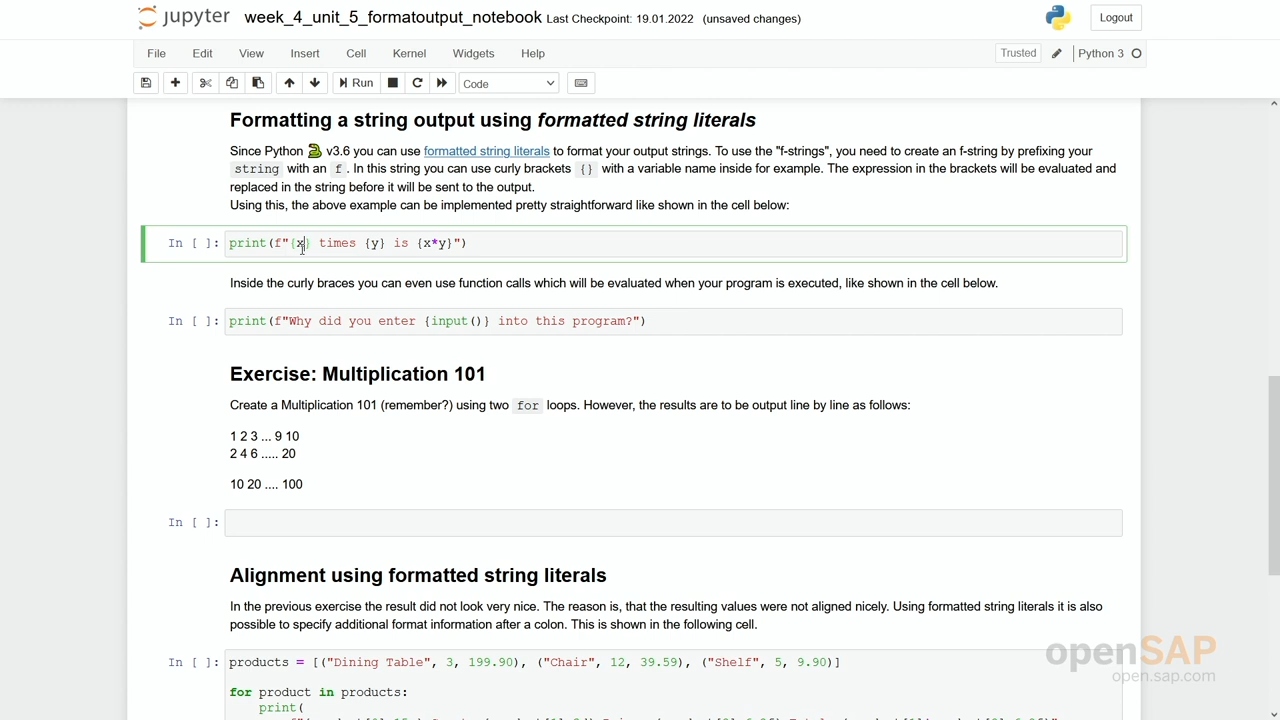 jupyter week_4_unit_5_formatoutput_notebook Last Checkpoint: 19.01.2022 (unsaved changes) Logout
File Edit View Insert Cell Kernel Widgets Help Trusted Python 3
Run Code
Formatting a string output using formatted string literals
Since Python v3.6 you can use formatted string literals to format your output strings. To use the "f-strings", you need to create an f-string by prefixing your
string with an f . In this string you can use curly brackets {} with a variable name inside for example. The expression in the brackets will be evaluated and
replaced in the string before it will be sent to the output.
Using this, the above example can be implemented pretty straightforward like shown in the cell below:
In [ ]: print(f"{x} times {y} is {x*y}")
Inside the curly braces you can even use function calls which will be evaluated when your program is executed, like shown in the cell below.
In [ ]: print(f"Why did you enter {input()} into this program?")
Exercise: Multiplication 101
Create a Multiplication 101 (remember?) using two for loops. However, the results are to be output line by line as follows:
1 2 3 ... 9 10
2 4 6 ..... 20
10 20 .... 100
In [ ]:
Alignment using formatted string literals
In the previous exercise the result did not look very nice. The reason is, that the resulting values were not aligned nicely. Using formatted string literals it is also
possible to specify additional format information after a colon. This is shown in the following cell.
In [ ]: products = [("Dining Table", 3, 199.90), ("Chair", 12, 39.59), ("Shelf", 5, 9.90)]
for product in products:
print(
openSAP
open.sap.com